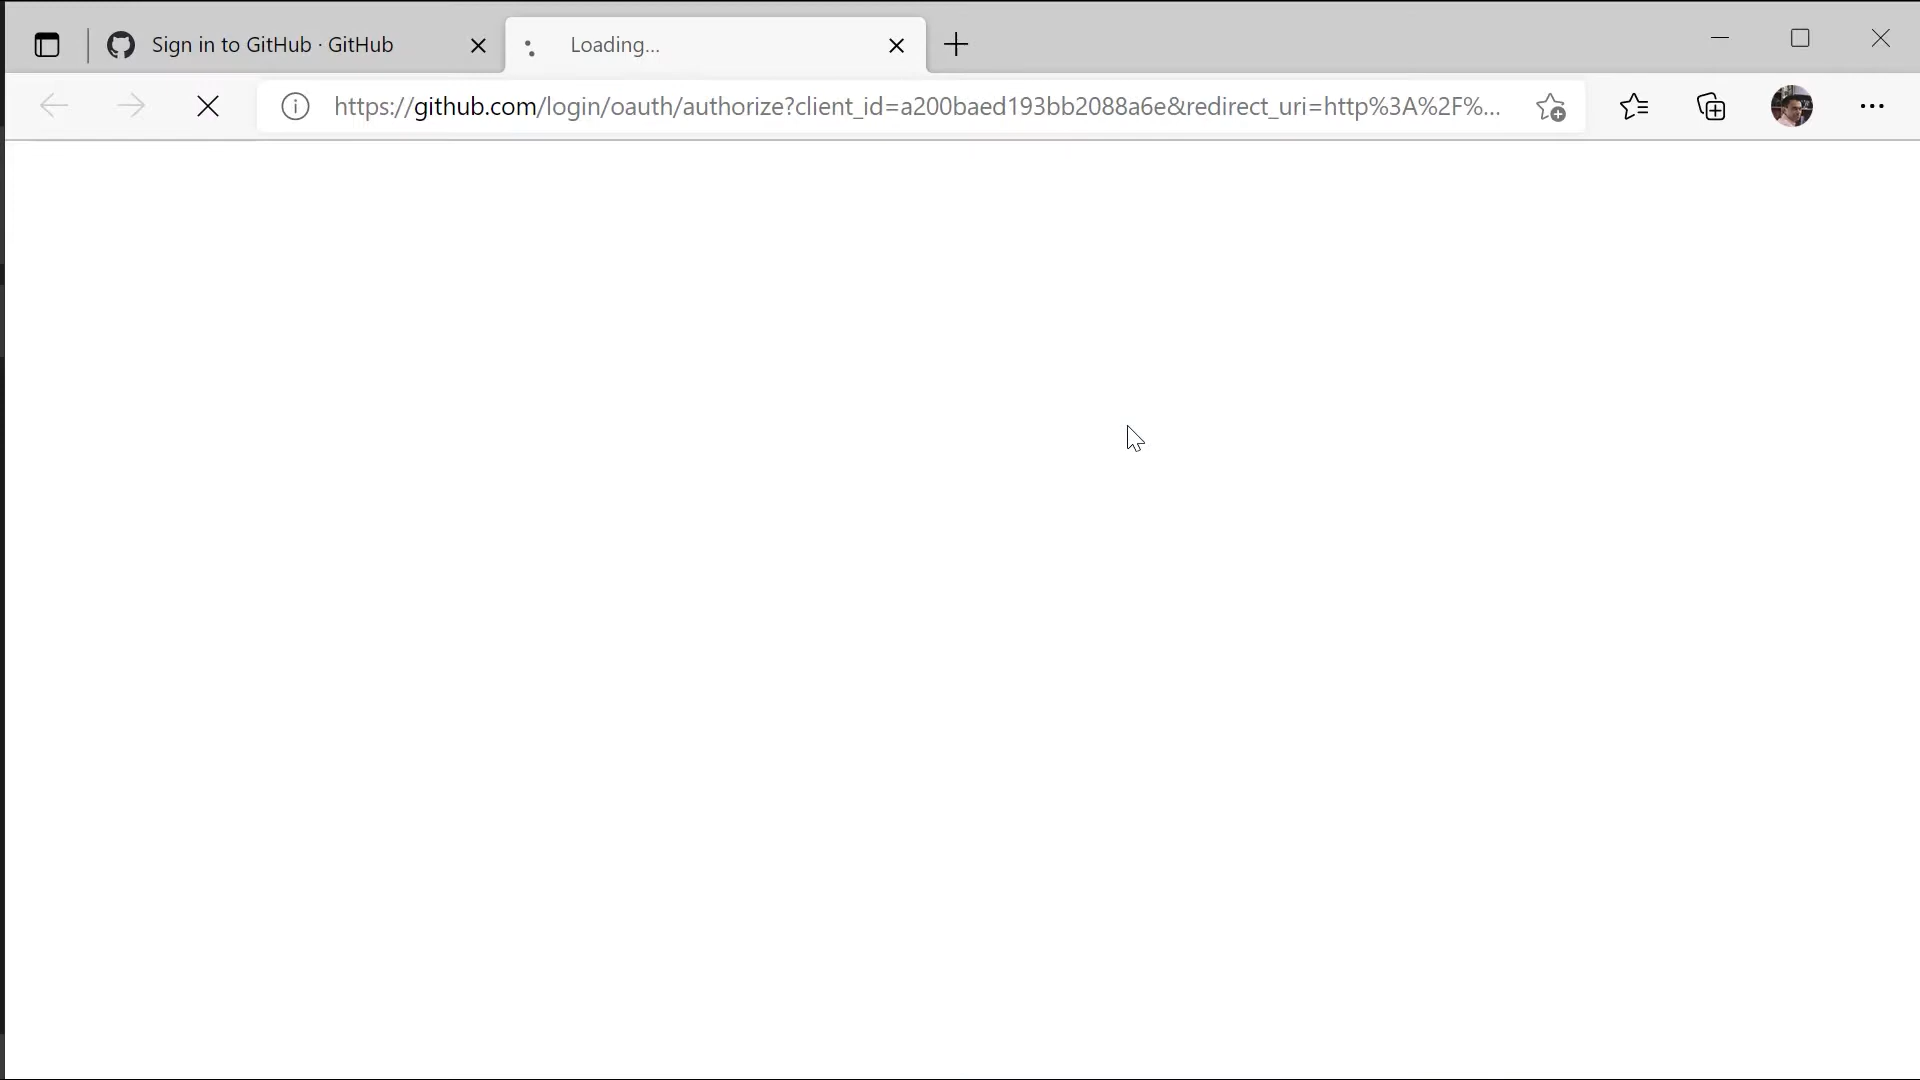 Sign in to GitHub · GitHub
Loading...
https://github.com/login/oauth/authorize?client_id=a200baed193bb2088a6e&redirect_uri=http%3A%2F%...